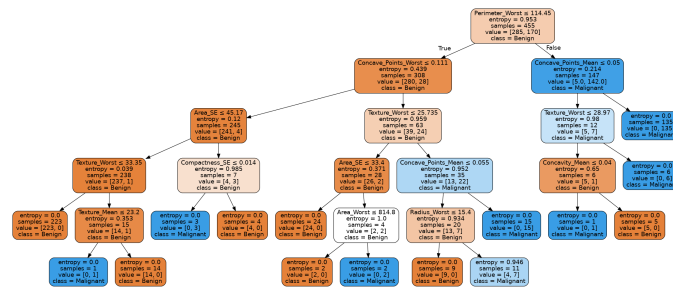 Perimeter_Worst ≤ 114.45
entropy = 0.953
samples = 455
value = [285, 170]
class = Benign
True
False
Concave_Points_Worst ≤ 0.111
entropy = 0.439
samples = 308
value = [280, 28]
class = Benign
Concave_Points_Mean ≤ 0.05
entropy = 0.214
samples = 147
value = [5.0, 142.0]
class = Malignant
Area_SE ≤ 45.17
entropy = 0.12
samples = 245
value = [241, 4]
class = Benign
Texture_Worst ≤ 25.735
entropy = 0.959
samples = 63
value = [39, 24]
class = Benign
Texture_Worst ≤ 28.97
entropy = 0.98
samples = 12
value = [5, 7]
class = Malignant
entropy = 0.0
samples = 135
value = [0, 135
class = Malignant
Texture_Worst ≤ 33.35
entropy = 0.039
samples = 238
value = [237, 1]
class = Benign
Compactness_SE ≤ 0.014
entropy = 0.985
samples = 7
value = [4, 3]
class = Benign
Area_SE ≤ 33.4
entropy = 0.371
samples = 28
value = [26, 2]
class = Benign
Concave_Points_Mean ≤ 0.055
entropy = 0.952
samples = 35
value = [13, 22]
class = Malignant
Concavity_Mean ≤ 0.04
entropy = 0.65
samples = 6
value = [5, 1]
class = Benign
entropy = 0.0
samples = 6
value = [0, 6]
class = Malignant
entropy = 0.0
samples = 223
value = [223, 0]
class = Benign
Texture_Mean ≤ 23.2
entropy = 0.353
samples = 15
value = [14, 1]
class = Benign
entropy = 0.0
samples = 3
value = [0, 3]
class = Malignant
entropy = 0.0
samples = 4
value = [4, 0]
class = Benign
entropy = 0.0
samples = 24
value = [24, 0]
class = Benign
Area_Worst ≤ 814.8
entropy = 1.0
samples = 4
value = [2, 2]
class = Benign
Radius_Worst ≤ 15.4
entropy = 0.934
samples = 20
value = [13, 7]
class = Benign
entropy = 0.0
samples = 15
value = [0, 15]
class = Malignant
entropy = 0.0
samples = 1
value = [0, 1]
class = Malignant
entropy = 0.0
samples = 5
value = [5, 0]
class = Benign
entropy = 0.0
samples = 1
value = [0, 1]
class = Malignant
entropy = 0.0
samples = 14
value = [14, 0]
class = Benign
entropy = 0.0
samples = 2
value = [2, 0]
class = Benign
entropy = 0.0
samples = 2
value = [0, 2]
class = Malignant
entropy = 0.0
samples = 9
value = [9, 0]
class = Benign
entropy = 0.946
samples = 11
value = [4, 7]
class = Malignant